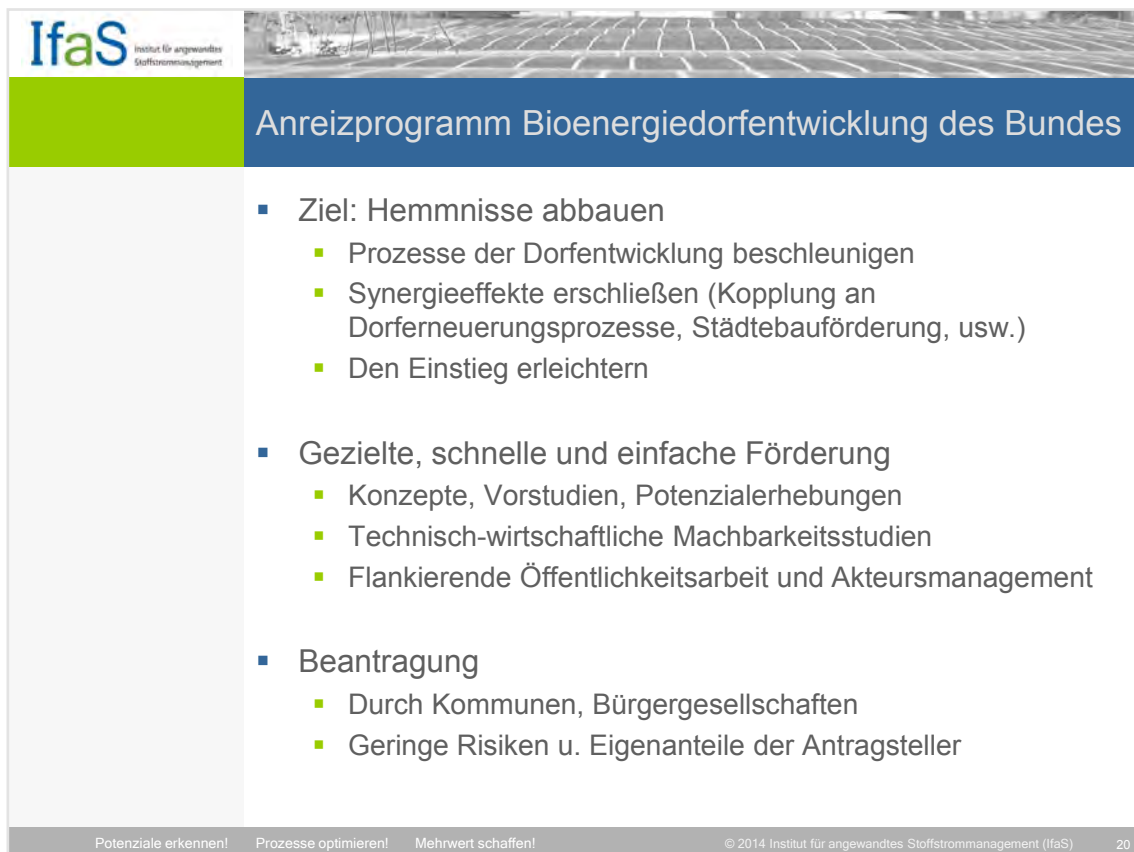 IfaS Institut für angewandtes
Stoffstrommanagement
Anreizprogramm Bioenergiedorfentwicklung des Bundes
Ziel: Hemmnisse abbauen
Prozesse der Dorfentwicklung beschleunigen
Synergieeffekte erschließen (Kopplung an
Dorferneuerungsprozesse, Städtebauförderung, usw.)
Den Einstieg erleichtern
Gezielte, schnelle und einfache Förderung
Konzepte, Vorstudien, Potenzialerhebungen
Technisch-wirtschaftliche Machbarkeitsstudien
Flankierende Öffentlichkeitsarbeit und Akteursmanagement
Beantragung
Durch Kommunen, Bürgergesellschaften
Geringe Risiken u. Eigenanteile der Antragsteller
Potenziale erkennen! Prozesse optimieren! Mehrwert schaffen! © 2014 Institut für angewandtes Stoffstrommanagement (IfaS) 20